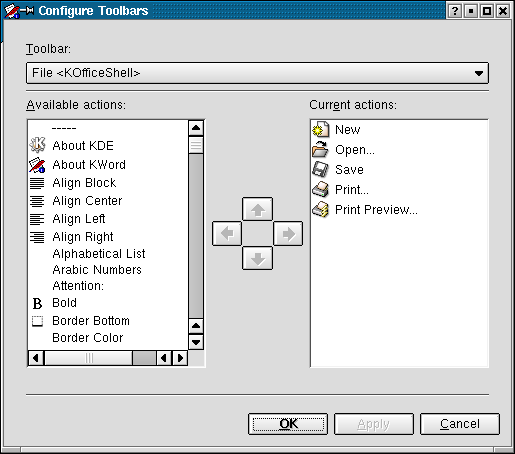 Configure Toolbars
?
Toolbar:
File <KOfficeShell>
Available actions:
-----
About KDE
About KWord
Align Block
Align Center
Align Left
Align Right
Alphabetical List
Arabic Numbers
Attention:
B Bold
Border Bottom
Border Color
Current actions:
New
Open...
Save
Print...
Print Preview...
OK
Apply
Cancel